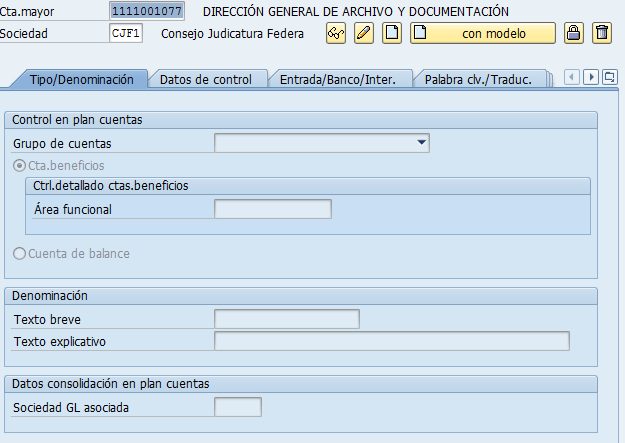 Cta.mayor 1111001077 DIRECCIÓN GENERAL DE ARCHIVO Y DOCUMENTACIÓN
Sociedad CJF1 Consejo Judicatura Federa con modelo
Tipo/Denominación Datos de control Entrada/Banco/Inter. Palabra clv./Traduc.
Control en plan cuentas
Grupo de cuentas
Cta.beneficios
Ctrl.detallado ctas.beneficios
Área funcional
Cuenta de balance
Denominación
Texto breve
Texto explicativo
Datos consolidación en plan cuentas
Sociedad GL asociada